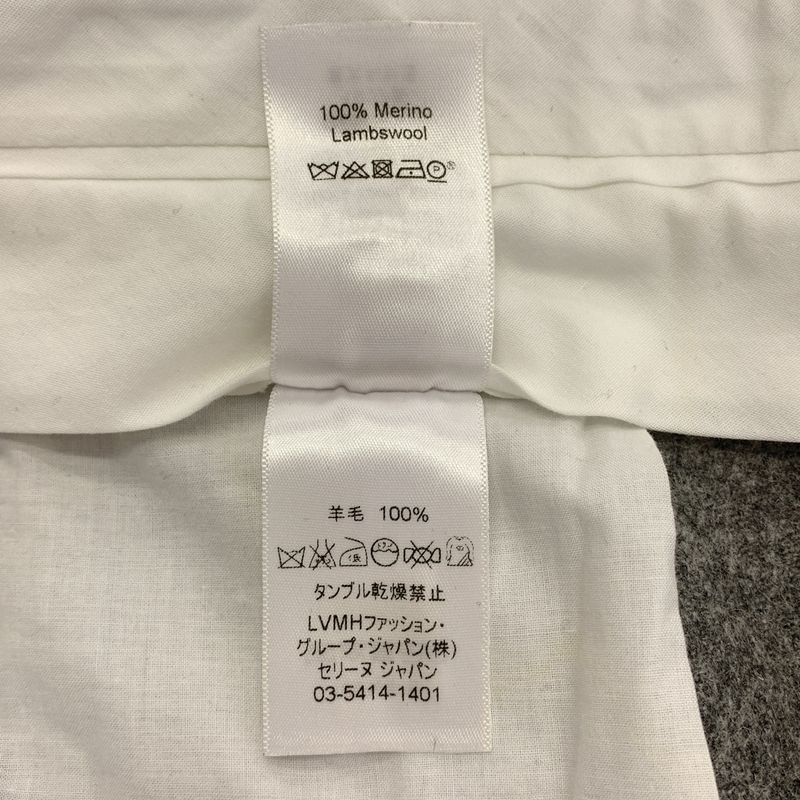 100% Merino
Lambswool
P
羊毛 100%
タンブル乾燥禁止
LVMHファッション・
グループ・ジャパン(株)
セリーヌ ジャパン
03-5414-1401